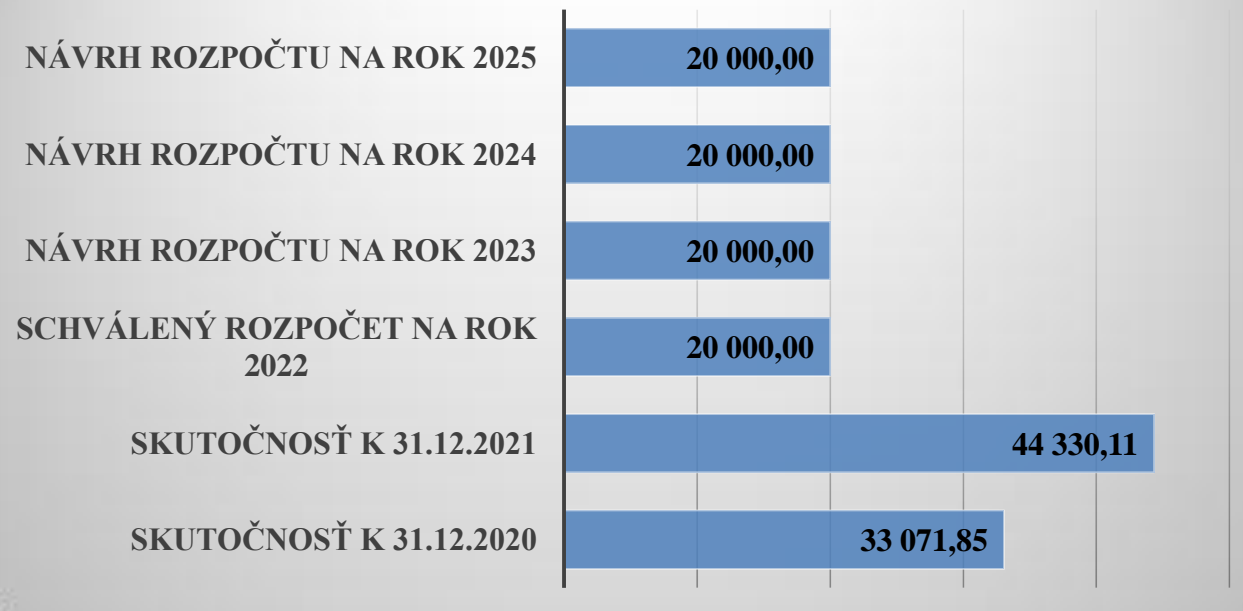 NÁVRH ROZPOČTU NA ROK 2025
20 000,00
NÁVRH ROZPOČTU NA ROK 2024
20 000,00
NÁVRH ROZPOČTU NA ROK 2023
20 000,00
SCHVÁLENÝ ROZPOČET NA ROK
2022
20 000,00
SKUTOČNOSŤ K 31.12.2021
44 330,11
SKUTOČNOSŤ K 31.12.2020
33 071,85